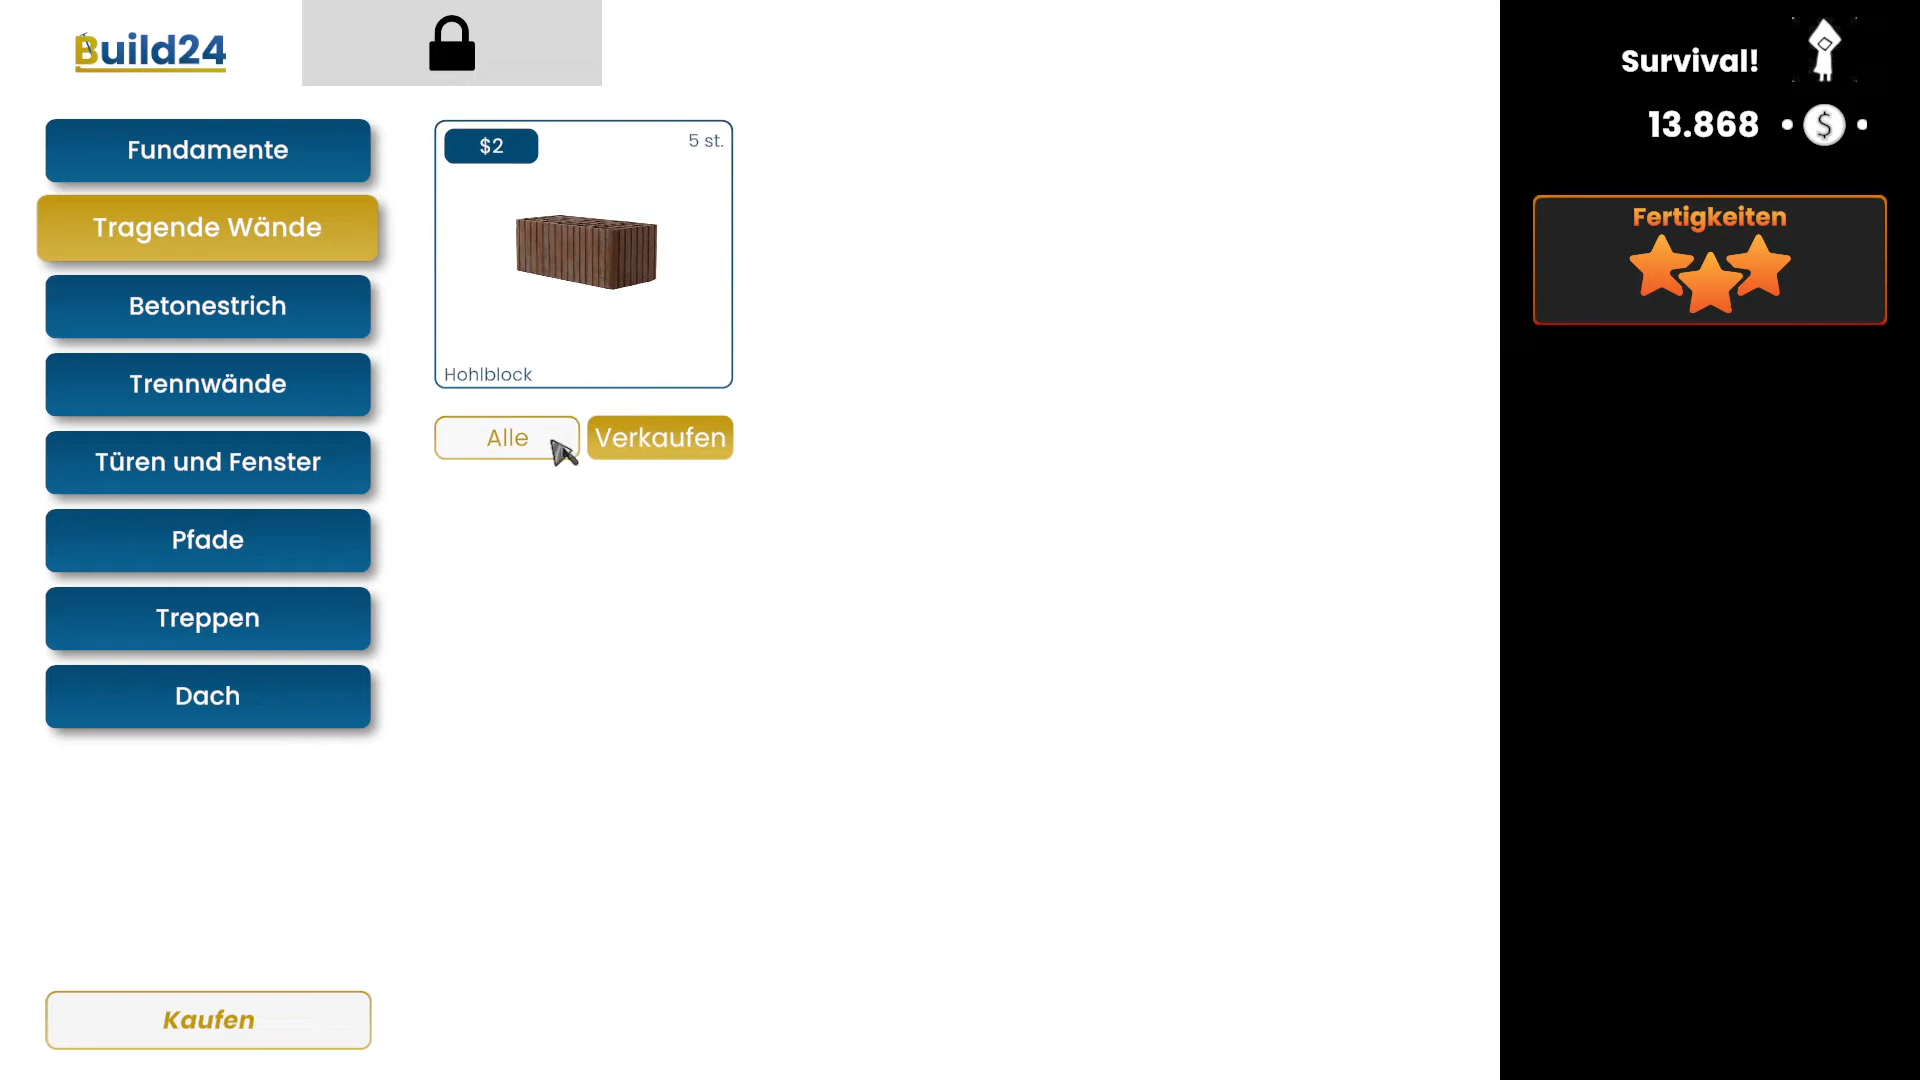 Build24
Fundamente
Tragende Wände
Betonestrich
Trennwände
Türen und Fenster
Pfade
Treppen
Dach
Kaufen
$2
5 st.
Hohlblock
Alle
Verkaufen
Survival!
13.868
$
Fertigkeiten